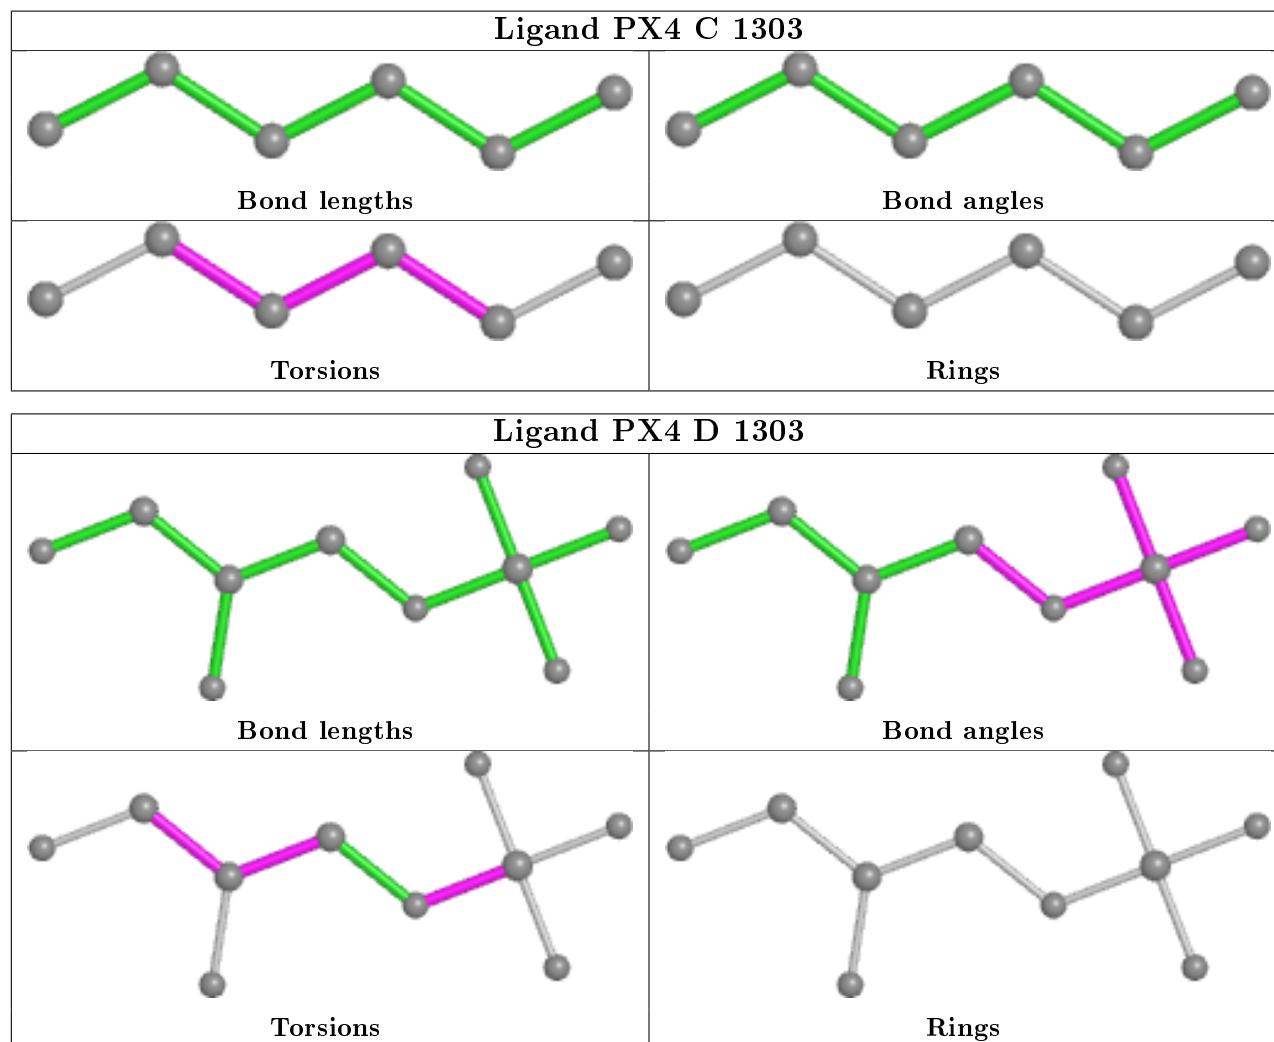 Ligand PX4 C 1303
Bond lengths
Bond angles
Torsions
Rings
Ligand PX4 D 1303
Bond lengths
Bond angles
Torsions
Rings